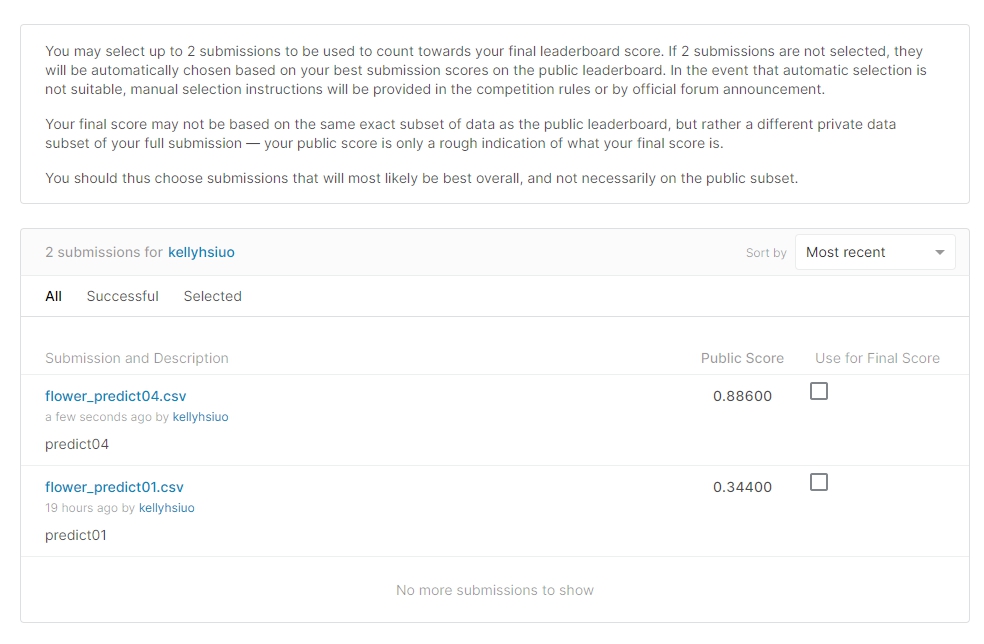 You may select up to 2 submissions to be used to count towards your final leaderboard score. If 2 submissions are not selected, they
will be automatically chosen based on your best submission scores on the public leaderboard. In the event that automatic selection is
not suitable, manual selection instructions will be provided in the competition rules or by official forum announcement.
Your final score may not be based on the same exact subset of data as the public leaderboard, but rather a different private data
subset of your full submission — your public score is only a rough indication of what your final score is.
You should thus choose submissions that will most likely be best overall, and not necessarily on the public subset.
2 submissions for kellyhsiuo Sort by Most recent
All Successful Selected
Submission and Description Public Score Use for Final Score
flower_predict04.csv 0.88600
a few seconds ago by kellyhsiuo
predict04
flower_predict01.csv 0.34400
19 hours ago by kellyhsiuo
predict01
No more submissions to show